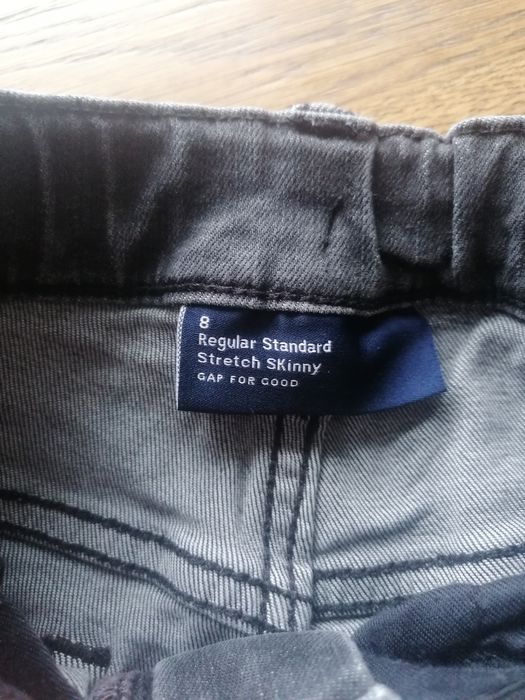 8
Regular Standard
Stretch SKinny
GAP FOR GOOD